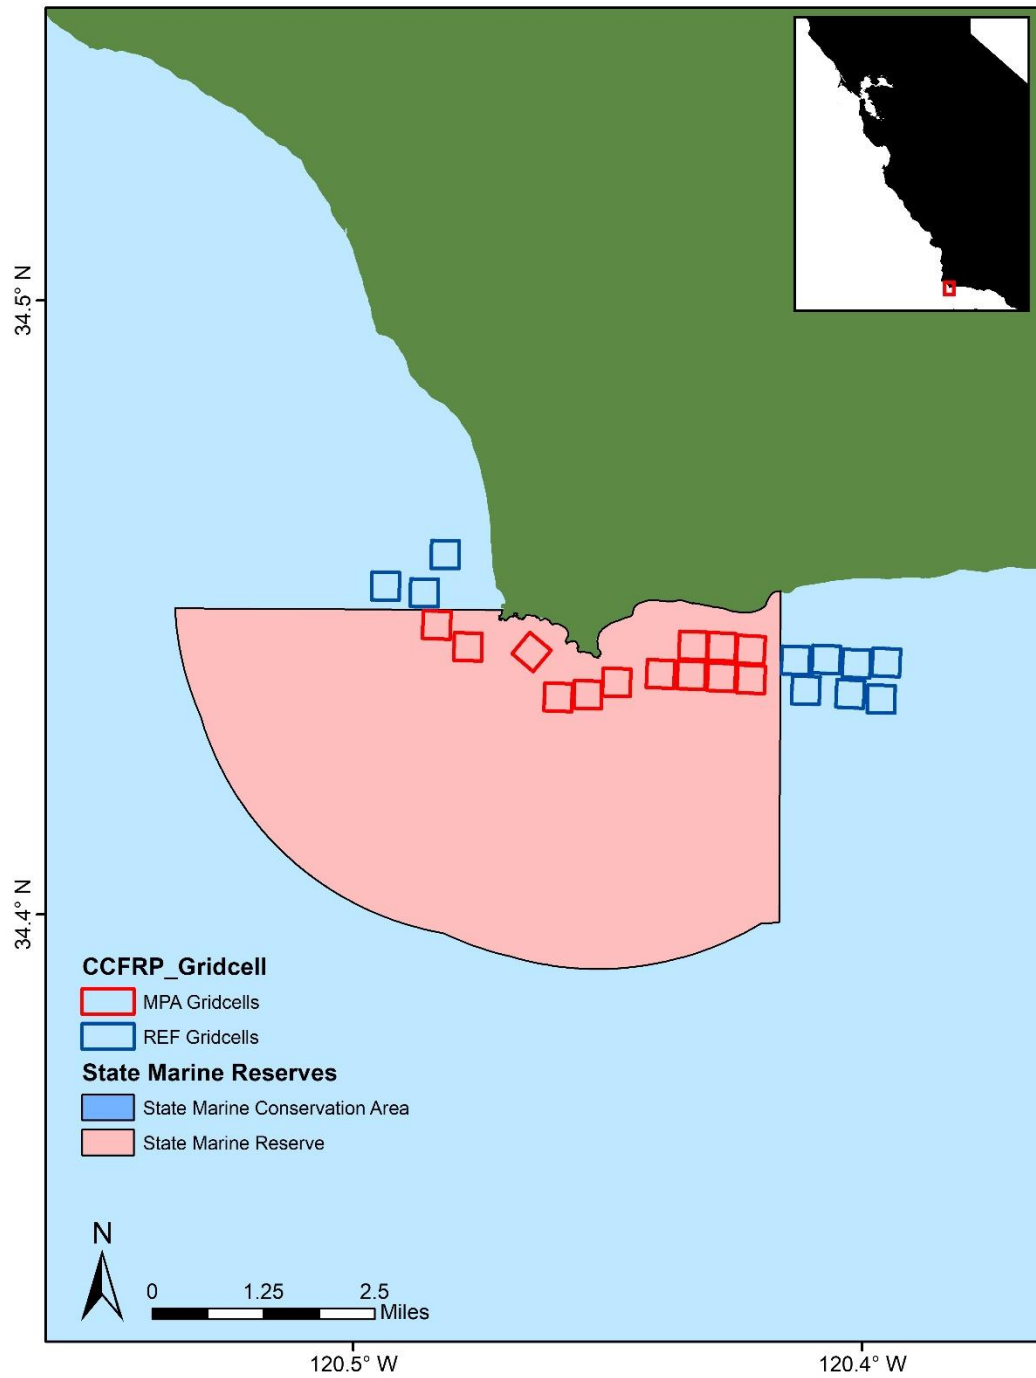 34.5° N
34.4° N
CCFRP_Gridcell
MPA Gridcells
REF Gridcells
State Marine Reserves
State Marine Conservation Area
State Marine Reserve
N
0 1.25 2.5
Miles
120.5° W 120.4° W